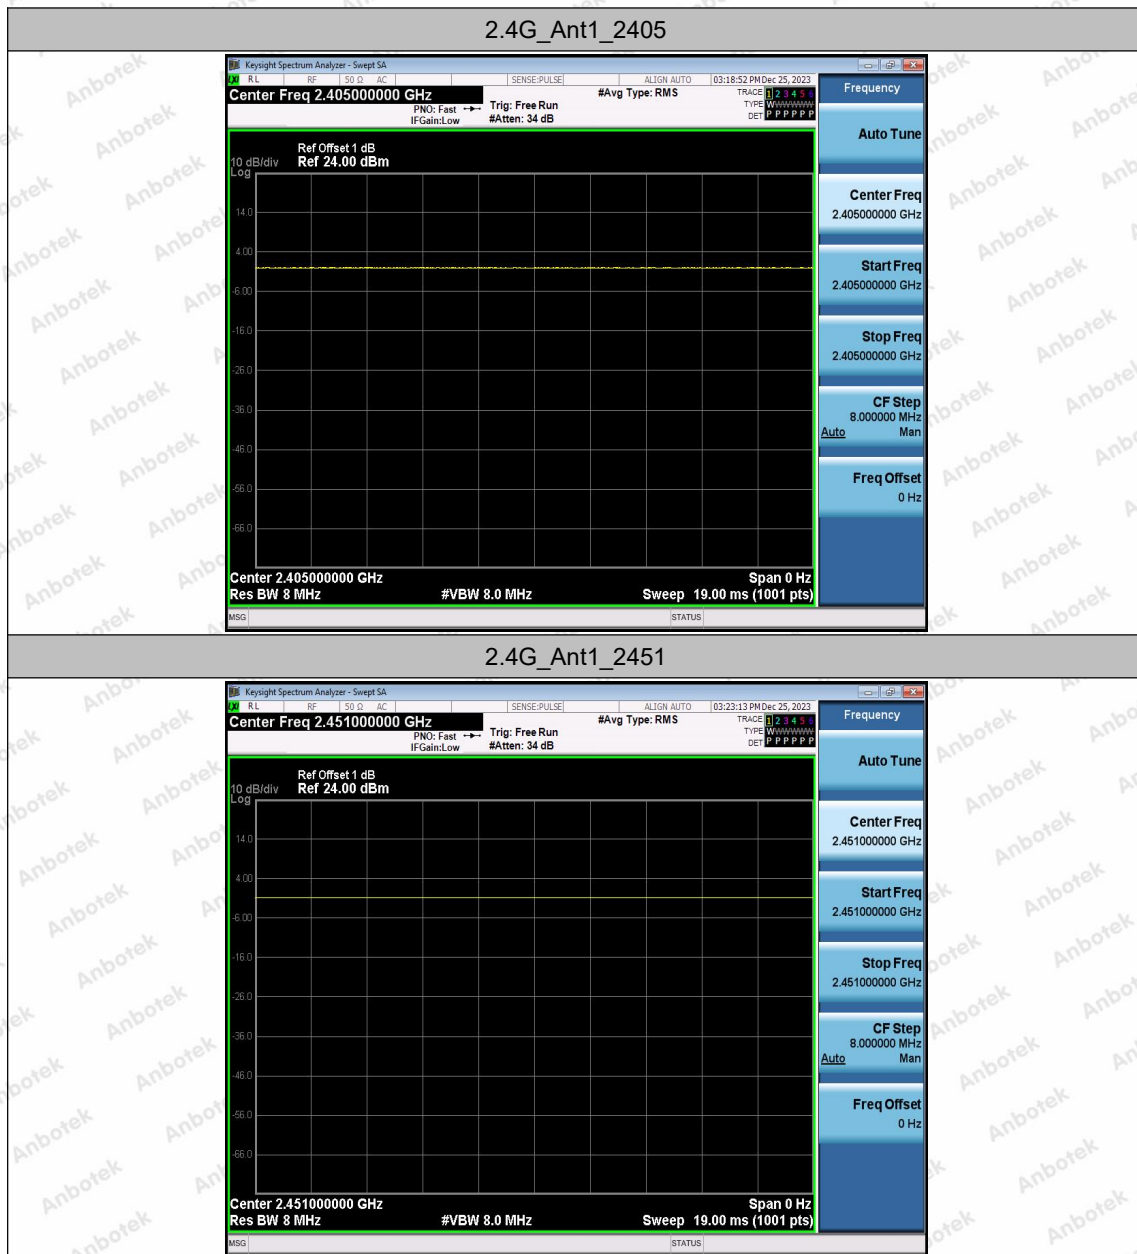 2.4G_Ant1_2405
Keysight Spectrum Analyzer - Swept SA
RL RF 50 Ω AC SENSE:PULSE ALIGN AUTO 03:18:52 PM Dec 25, 2023
Center Freq 2.405000000 GHz #Avg Type: RMS TRACE 1 2 3 4 5 6
PNO: Fast Trig: Free Run TYPE WWWWWW
IFGain:Low #Atten: 34 dB DET P P P P P P
Frequency
Auto Tune
Ref Offset 1 dB
10 dB/div Ref 24.00 dBm
Log
14.0
4.00
-6.00
-16.0
-26.0
-36.0
-46.0
-56.0
-66.0
Center Freq
2.405000000 GHz
Start Freq
2.405000000 GHz
Stop Freq
2.405000000 GHz
CF Step
8.000000 MHz
Auto Man
Freq Offset
0 Hz
Center 2.405000000 GHz Span 0 Hz
Res BW 8 MHz #VBW 8.0 MHz Sweep 19.00 ms (1001 pts)
MSG STATUS
2.4G_Ant1_2451
Keysight Spectrum Analyzer - Swept SA
RL RF 50 Ω AC SENSE:PULSE ALIGN AUTO 03:23:13 PM Dec 25, 2023
Center Freq 2.451000000 GHz #Avg Type: RMS TRACE 1 2 3 4 5 6
PNO: Fast Trig: Free Run TYPE WWWWWW
IFGain:Low #Atten: 34 dB DET P P P P P P
Frequency
Auto Tune
Ref Offset 1 dB
10 dB/div Ref 24.00 dBm
Log
14.0
4.00
-6.00
-16.0
-26.0
-36.0
-46.0
-56.0
-66.0
Center Freq
2.451000000 GHz
Start Freq
2.451000000 GHz
Stop Freq
2.451000000 GHz
CF Step
8.000000 MHz
Auto Man
Freq Offset
0 Hz
Center 2.451000000 GHz Span 0 Hz
Res BW 8 MHz #VBW 8.0 MHz Sweep 19.00 ms (1001 pts)
MSG STATUS
Anbotek